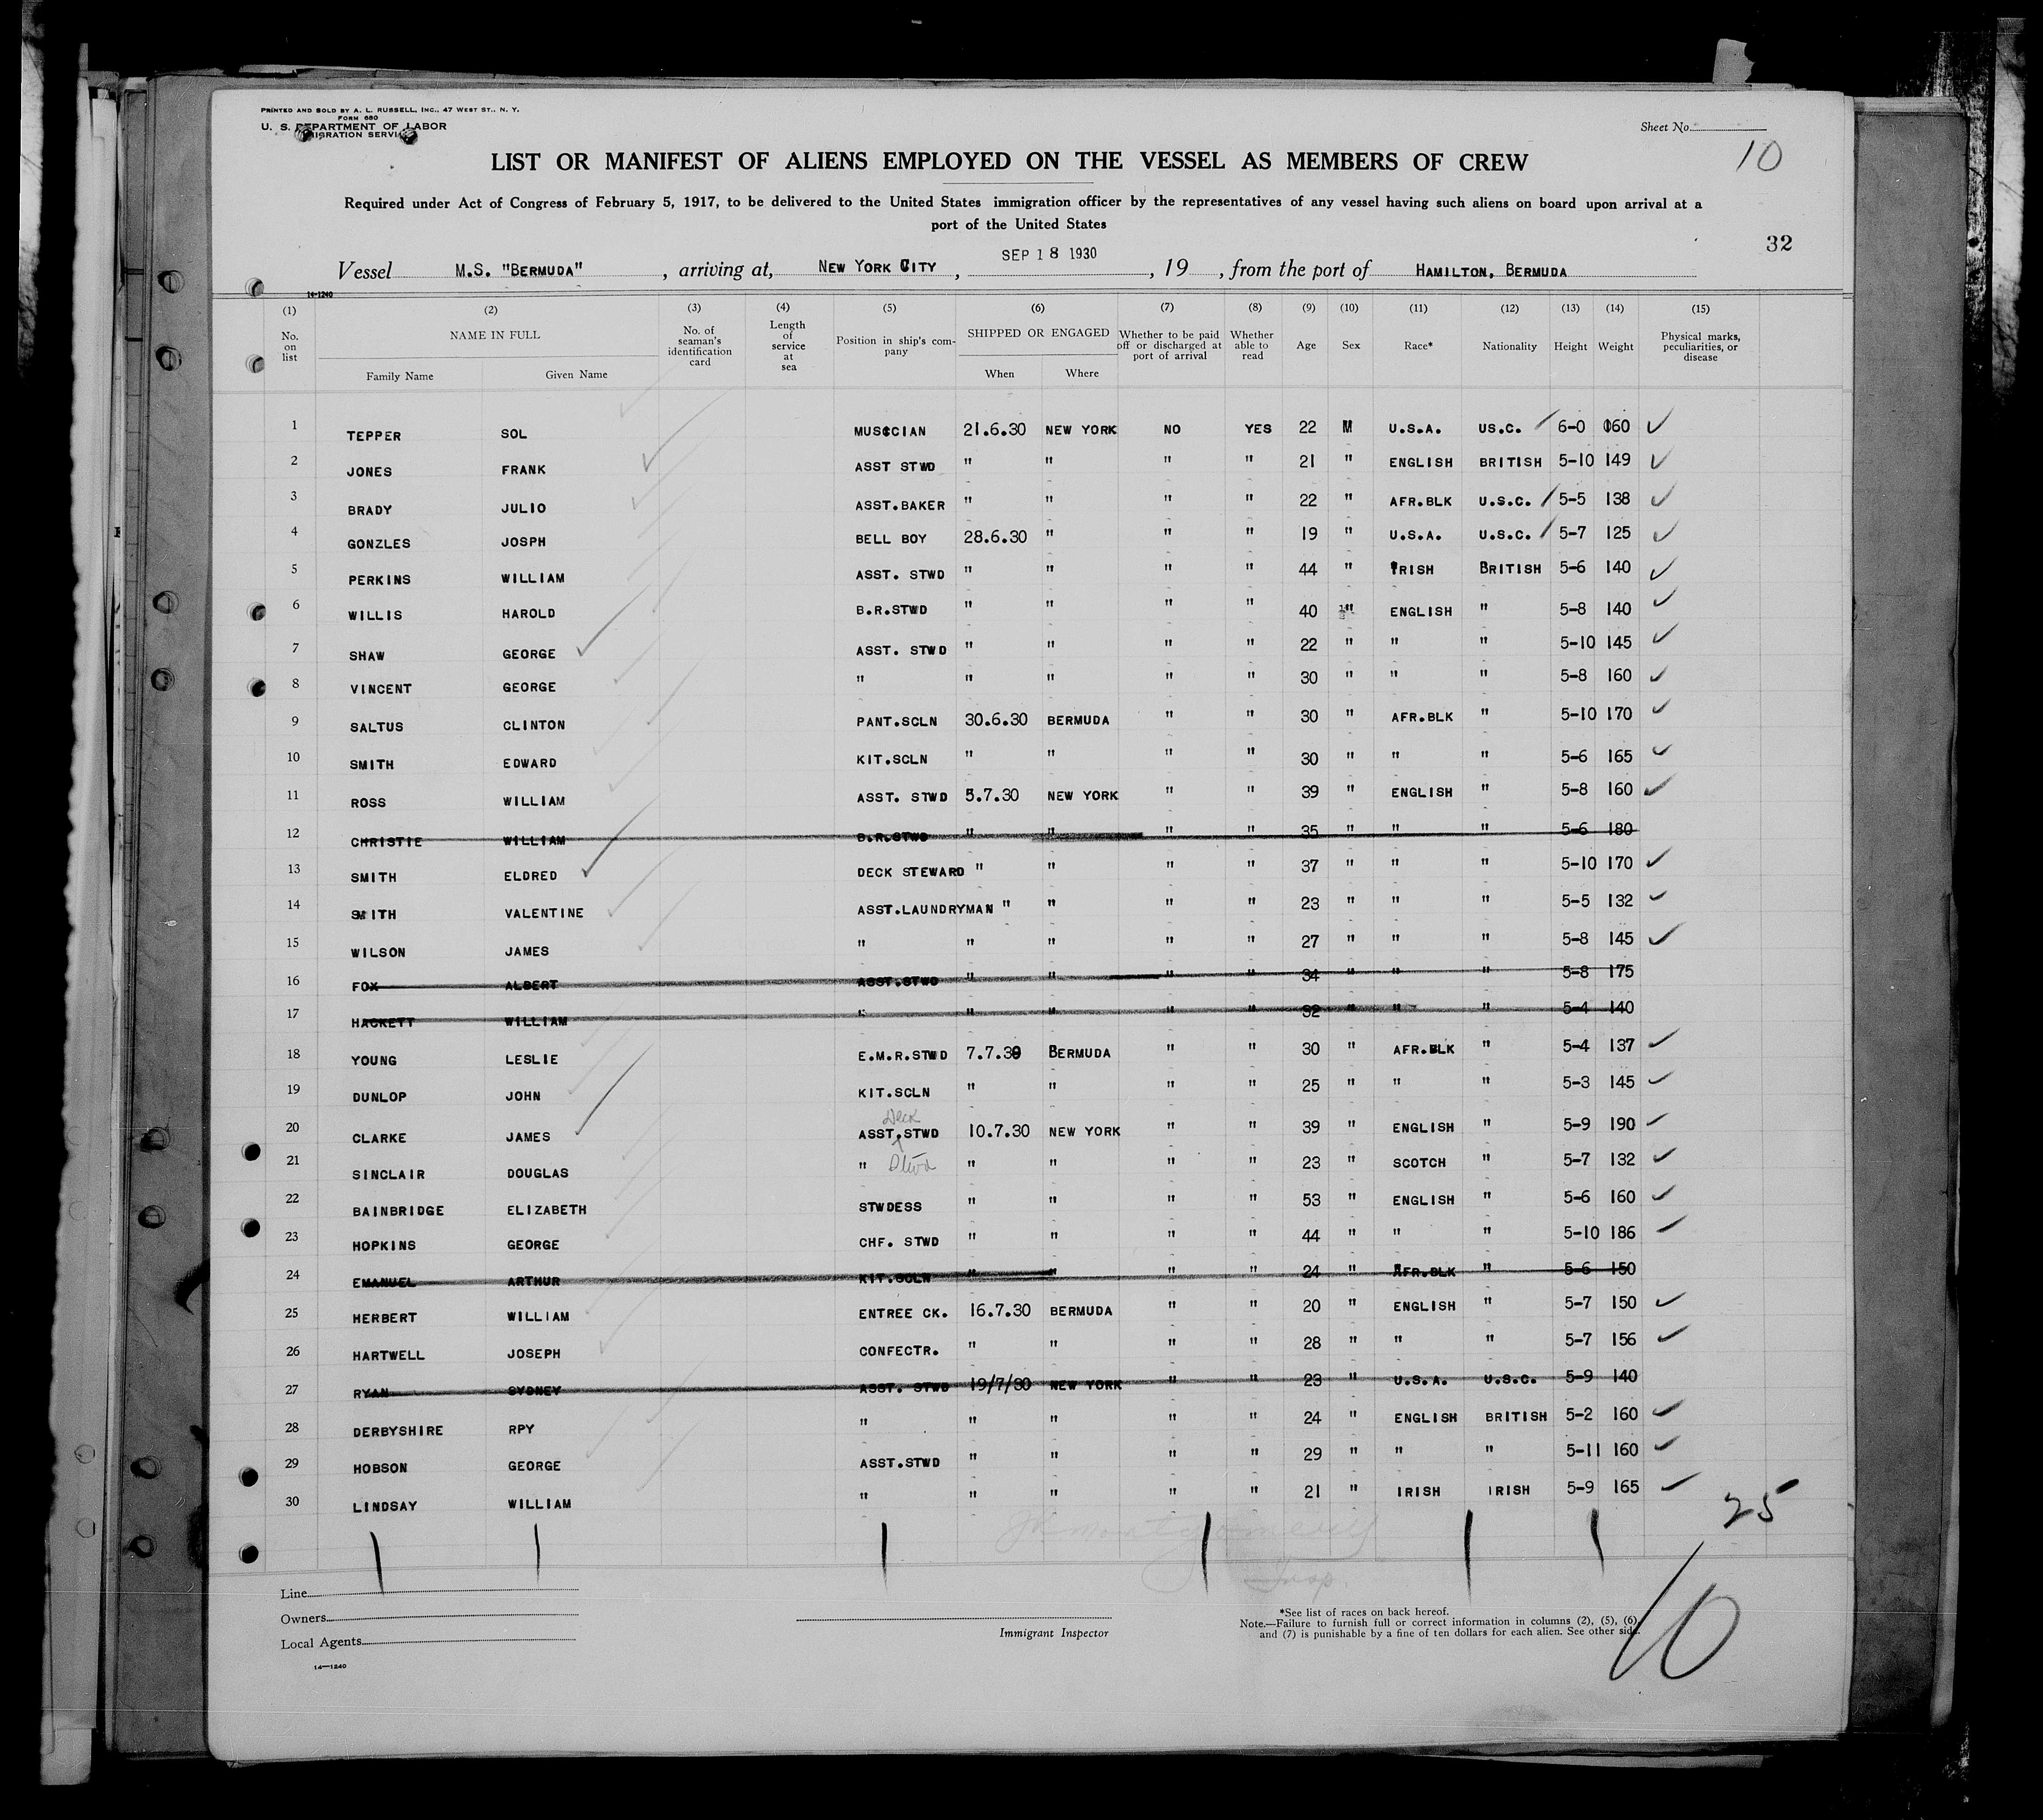 PRINTED AND SOLD BY A. L. RUSSELL, INC., 47 WEST ST., N. Y.
FORM 680
U. S. DEPARTMENT OF LABOR
IMMIGRATION SERVICE
Sheet No.
10
LIST OR MANIFEST OF ALIENS EMPLOYED ON THE VESSEL AS MEMBERS OF CREW
Required under Act of Congress of February 5, 1917, to be delivered to the United States immigration officer by the representatives of any vessel having such aliens on board upon arrival at a
port of the United States
32
Vessel M.S. "BERMUDA", arriving at, NEW YORK CITY, SEP 18 1930, 19, from the port of HAMILTON, BERMUDA
14-1240
(1) (2) (3) (4) (5) (6) (7) (8) (9) (10) (11) (12) (13) (14) (15)
No. on list NAME IN FULL Family Name Given Name No. of seaman's identification card Length of service at sea Position in ship's company SHIPPED OR ENGAGED When Where Whether to be paid off or discharged at port of arrival Whether able to read Age Sex Race* Nationality Height Weight Physical marks, peculiarities, or disease
1 TEPPER SOL MUSICIAN 21.6.30 NEW YORK NO YES 22 M U.S.A. US.C. 6-0 160
2 JONES FRANK ASST STWD " " " " 21 " ENGLISH BRITISH 5-10 149
3 BRADY JULIO ASST.BAKER " " " " 22 " AFR.BLK U.S.C. 5-5 138
4 GONZLES JOSPH BELL BOY 28.6.30 " " " 19 " U.S.A. U.S.C. 5-7 125
5 PERKINS WILLIAM ASST. STWD " " " " 44 " IRISH BRITISH 5-6 140
6 WILLIS HAROLD B.R.STWD " " " " 40 " ENGLISH " 5-8 140
7 SHAW GEORGE ASST. STWD " " " " 22 " " " 5-10 145
8 VINCENT GEORGE " " " " " 30 " " " 5-8 160
9 SALTUS CLINTON PANT.SCLN 30.6.30 BERMUDA " " 30 " AFR.BLK " 5-10 170
10 SMITH EDWARD KIT.SCLN " " " " 30 " " " 5-6 165
11 ROSS WILLIAM ASST. STWD 5.7.30 NEW YORK " " 39 " ENGLISH " 5-8 160
12 CHRISTIE WILLIAM B.R.STWD " " " " 35 " " " 5-6 180
13 SMITH ELDRED DECK STEWARD " " " " 37 " " " 5-10 170
14 SMITH VALENTINE ASST.LAUNDRYMAN " " " " 23 " " " 5-5 132
15 WILSON JAMES " " " " " 27 " " " 5-8 145
16 FOX ALBERT ASST.STWD " " " " 34 " " " 5-8 175
17 HACKETT WILLIAM " " " " " 32 " " " 5-4 140
18 YOUNG LESLIE E.M.R.STWD 7.7.30 BERMUDA " " 30 " AFR.BLK " 5-4 137
19 DUNLOP JOHN KIT.SCLN " " " " 25 " " " 5-3 145
Deck
20 CLARKE JAMES ASST.STWD 10.7.30 NEW YORK " " 39 " ENGLISH " 5-9 190
21 SINCLAIR DOUGLAS " Stwd " " " " 23 " SCOTCH " 5-7 132
22 BAINBRIDGE ELIZABETH STWDESS " " " " 53 " ENGLISH " 5-6 160
23 HOPKINS GEORGE CHF. STWD " " " " 44 " " " 5-10 186
24 EMANUEL ARTHUR KIT.SCLN " " " " 24 " AFR.BLK " 5-6 150
25 HERBERT WILLIAM ENTREE CK. 16.7.30 BERMUDA " " 20 " ENGLISH " 5-7 150
26 HARTWELL JOSEPH CONFECTR. " " " " 28 " " " 5-7 156
27 RYAN SYDNEY ASST. STWD 19/7/30 NEW YORK " " 23 " U.S.A. U.S.C. 5-9 140
28 DERBYSHIRE RPY " " " " " 24 " ENGLISH BRITISH 5-2 160
29 HOBSON GEORGE ASST.STWD " " " " 29 " " " 5-11 160
30 LINDSAY WILLIAM " " " " " 21 " IRISH IRISH 5-9 165
25
Insp.
Line
Owners
Local Agents
Immigrant Inspector
*See list of races on back hereof.
Note.—Failure to furnish full or correct information in columns (2), (5), (6),
and (7) is punishable by a fine of ten dollars for each alien. See other side.
10
14—1240